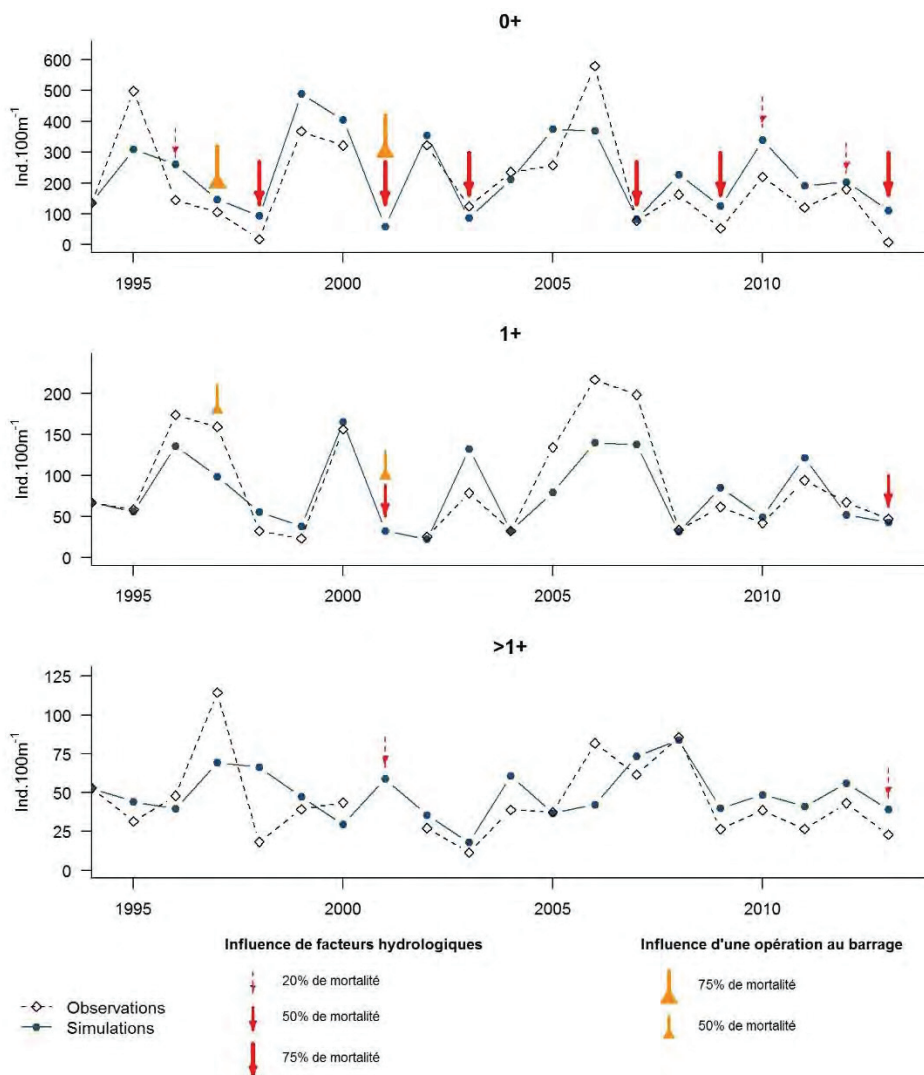 0+
Ind.100m-1
600
500
400
300
200
100
0
1995
2000
2005
2010
1+
Ind.100m-1
200
150
100
50
0
1995
2000
2005
2010
>1+
Ind.100m-1
125
100
75
50
25
0
1995
2000
2005
2010
Influence de facteurs hydrologiques
Influence d'une opération au barrage
20% de mortalité
75% de mortalité
Observations
50% de mortalité
50% de mortalité
Simulations
75% de mortalité